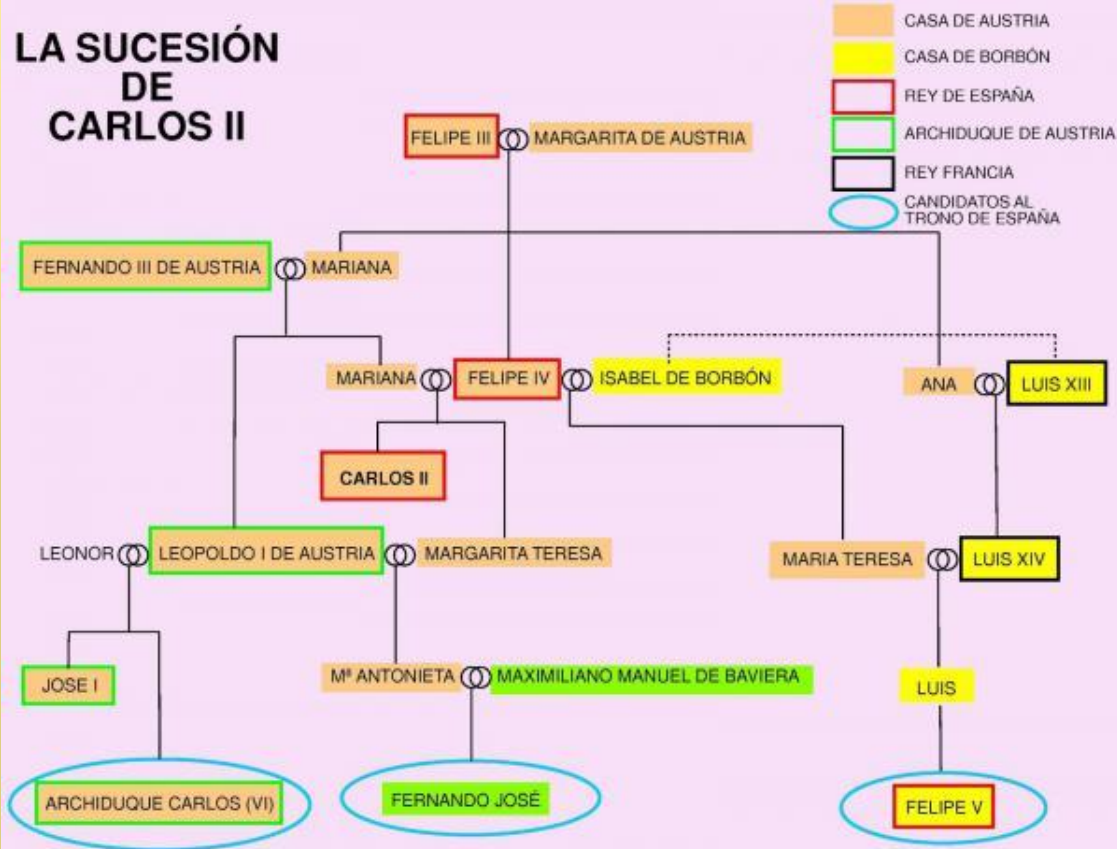 LA SUCESIÓN
DE
CARLOS II
CASA DE AUSTRIA
CASA DE BORBÓN
REY DE ESPAÑA
ARCHIDUQUE DE AUSTRIA
REY FRANCIA
CANDIDATOS AL
TRONO DE ESPAÑA
FELIPE III MARGARITA DE AUSTRIA
FERNANDO III DE AUSTRIA MARIANA
MARIANA FELIPE IV ISABEL DE BORBÓN ANA LUIS XIII
CARLOS II
LEONOR LEOPOLDO I DE AUSTRIA MARGARITA TERESA MARIA TERESA LUIS XIV
JOSE I Mª ANTONIETA MAXIMILIANO MANUEL DE BAVIERA LUIS
ARCHIDUQUE CARLOS (VI) FERNANDO JOSÉ FELIPE V